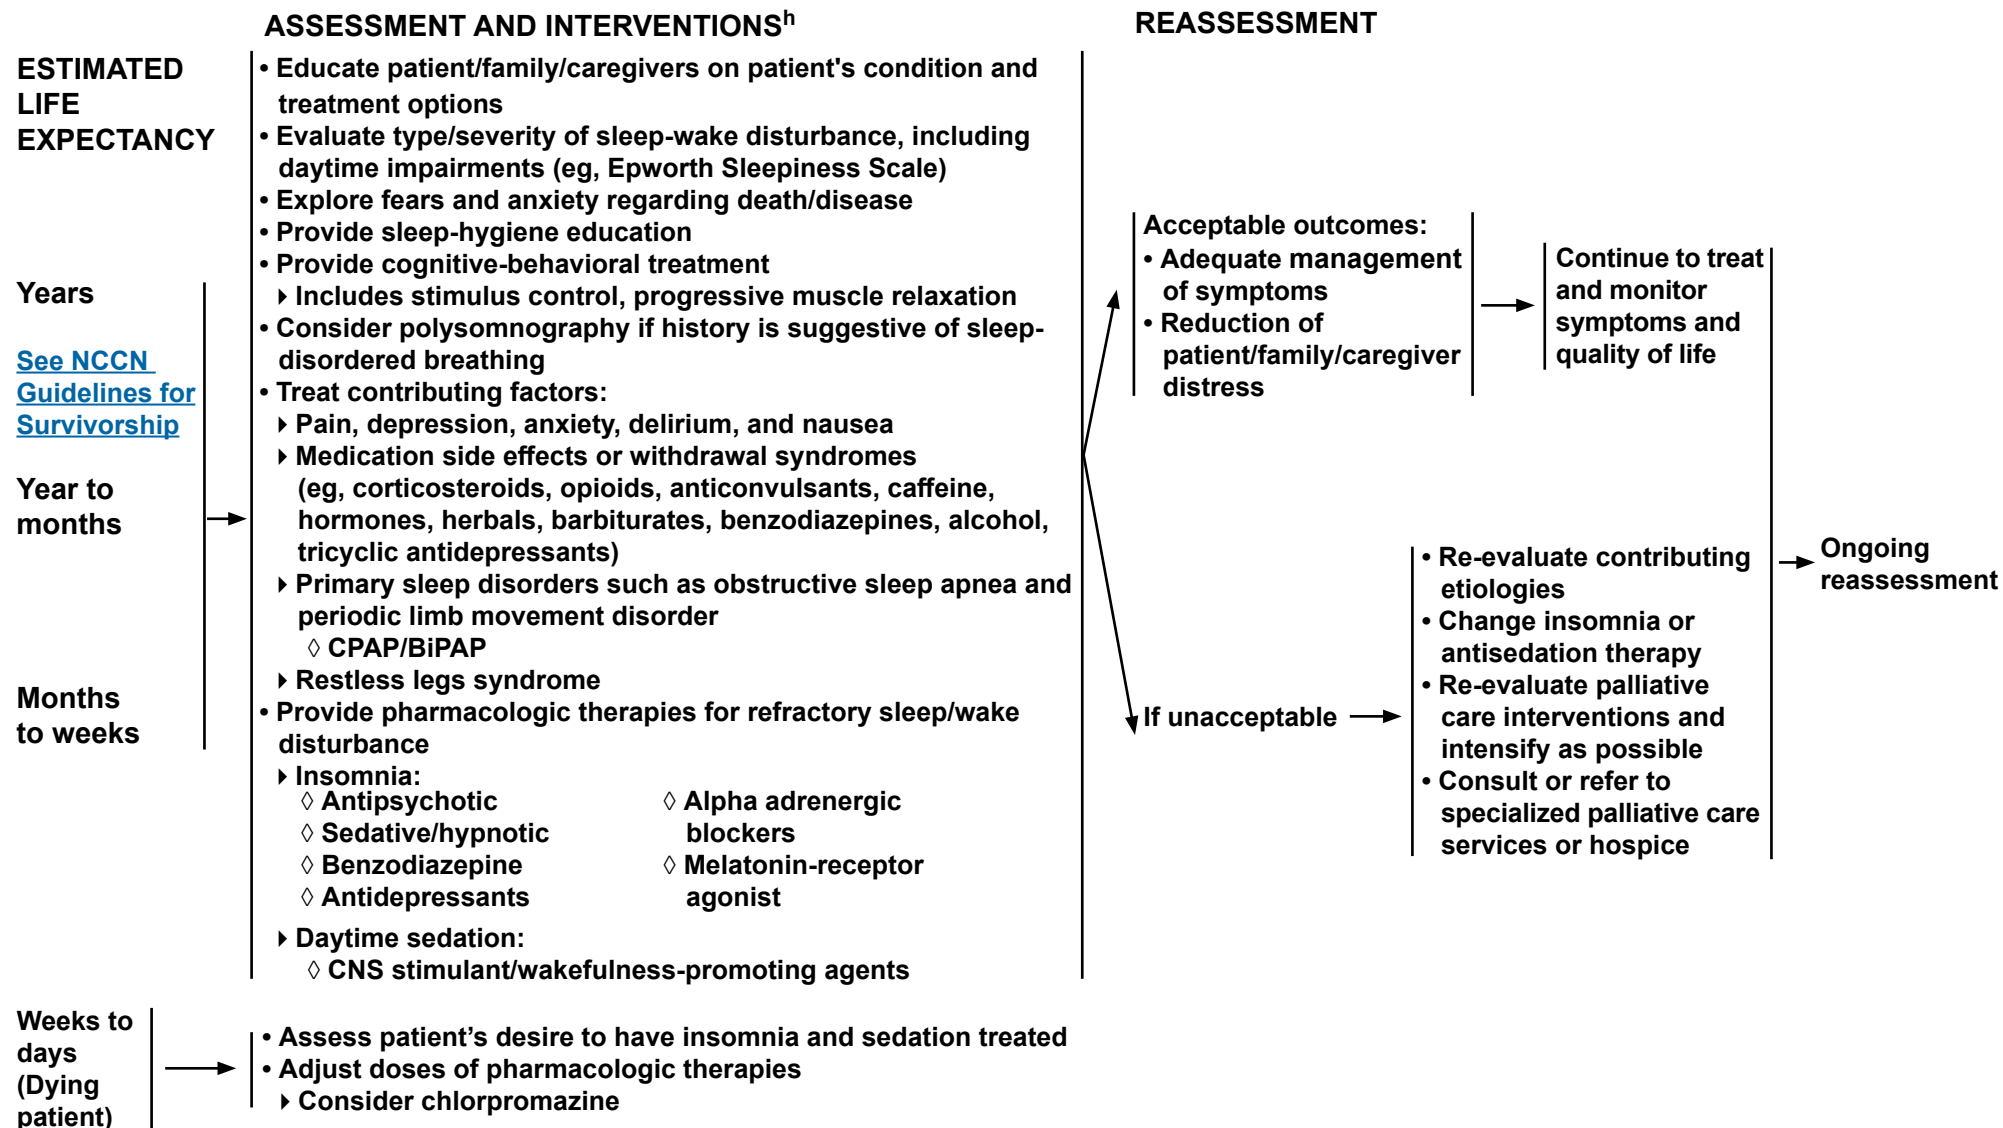 ASSESSMENT AND INTERVENTIONSh
REASSESSMENT
ESTIMATED
LIFE
EXPECTANCY
Years
See NCCN
Guidelines for
Survivorship
Year to
months
Months
to weeks
• Educate patient/family/caregivers on patient's condition and
treatment options
• Evaluate type/severity of sleep-wake disturbance, including
daytime impairments (eg, Epworth Sleepiness Scale)
• Explore fears and anxiety regarding death/disease
• Provide sleep-hygiene education
• Provide cognitive-behavioral treatment
▸ Includes stimulus control, progressive muscle relaxation
• Consider polysomnography if history is suggestive of sleep-
disordered breathing
• Treat contributing factors:
▸ Pain, depression, anxiety, delirium, and nausea
▸ Medication side effects or withdrawal syndromes
(eg, corticosteroids, opioids, anticonvulsants, caffeine,
hormones, herbals, barbiturates, benzodiazepines, alcohol,
tricyclic antidepressants)
▸ Primary sleep disorders such as obstructive sleep apnea and
periodic limb movement disorder
◊ CPAP/BiPAP
▸ Restless legs syndrome
• Provide pharmacologic therapies for refractory sleep/wake
disturbance
▸ Insomnia:
◊ Antipsychotic
◊ Sedative/hypnotic
◊ Benzodiazepine
◊ Antidepressants
◊ Alpha adrenergic
blockers
◊ Melatonin-receptor
agonist
▸ Daytime sedation:
◊ CNS stimulant/wakefulness-promoting agents
Acceptable outcomes:
• Adequate management
of symptoms
• Reduction of
patient/family/caregiver
distress
Continue to treat
and monitor
symptoms and
quality of life
If unacceptable
• Re-evaluate contributing
etiologies
• Change insomnia or
antisedation therapy
• Re-evaluate palliative
care interventions and
intensify as possible
• Consult or refer to
specialized palliative care
services or hospice
Ongoing
reassessment
Weeks to
days
(Dying
patient)
• Assess patient’s desire to have insomnia and sedation treated
• Adjust doses of pharmacologic therapies
▸ Consider chlorpromazine